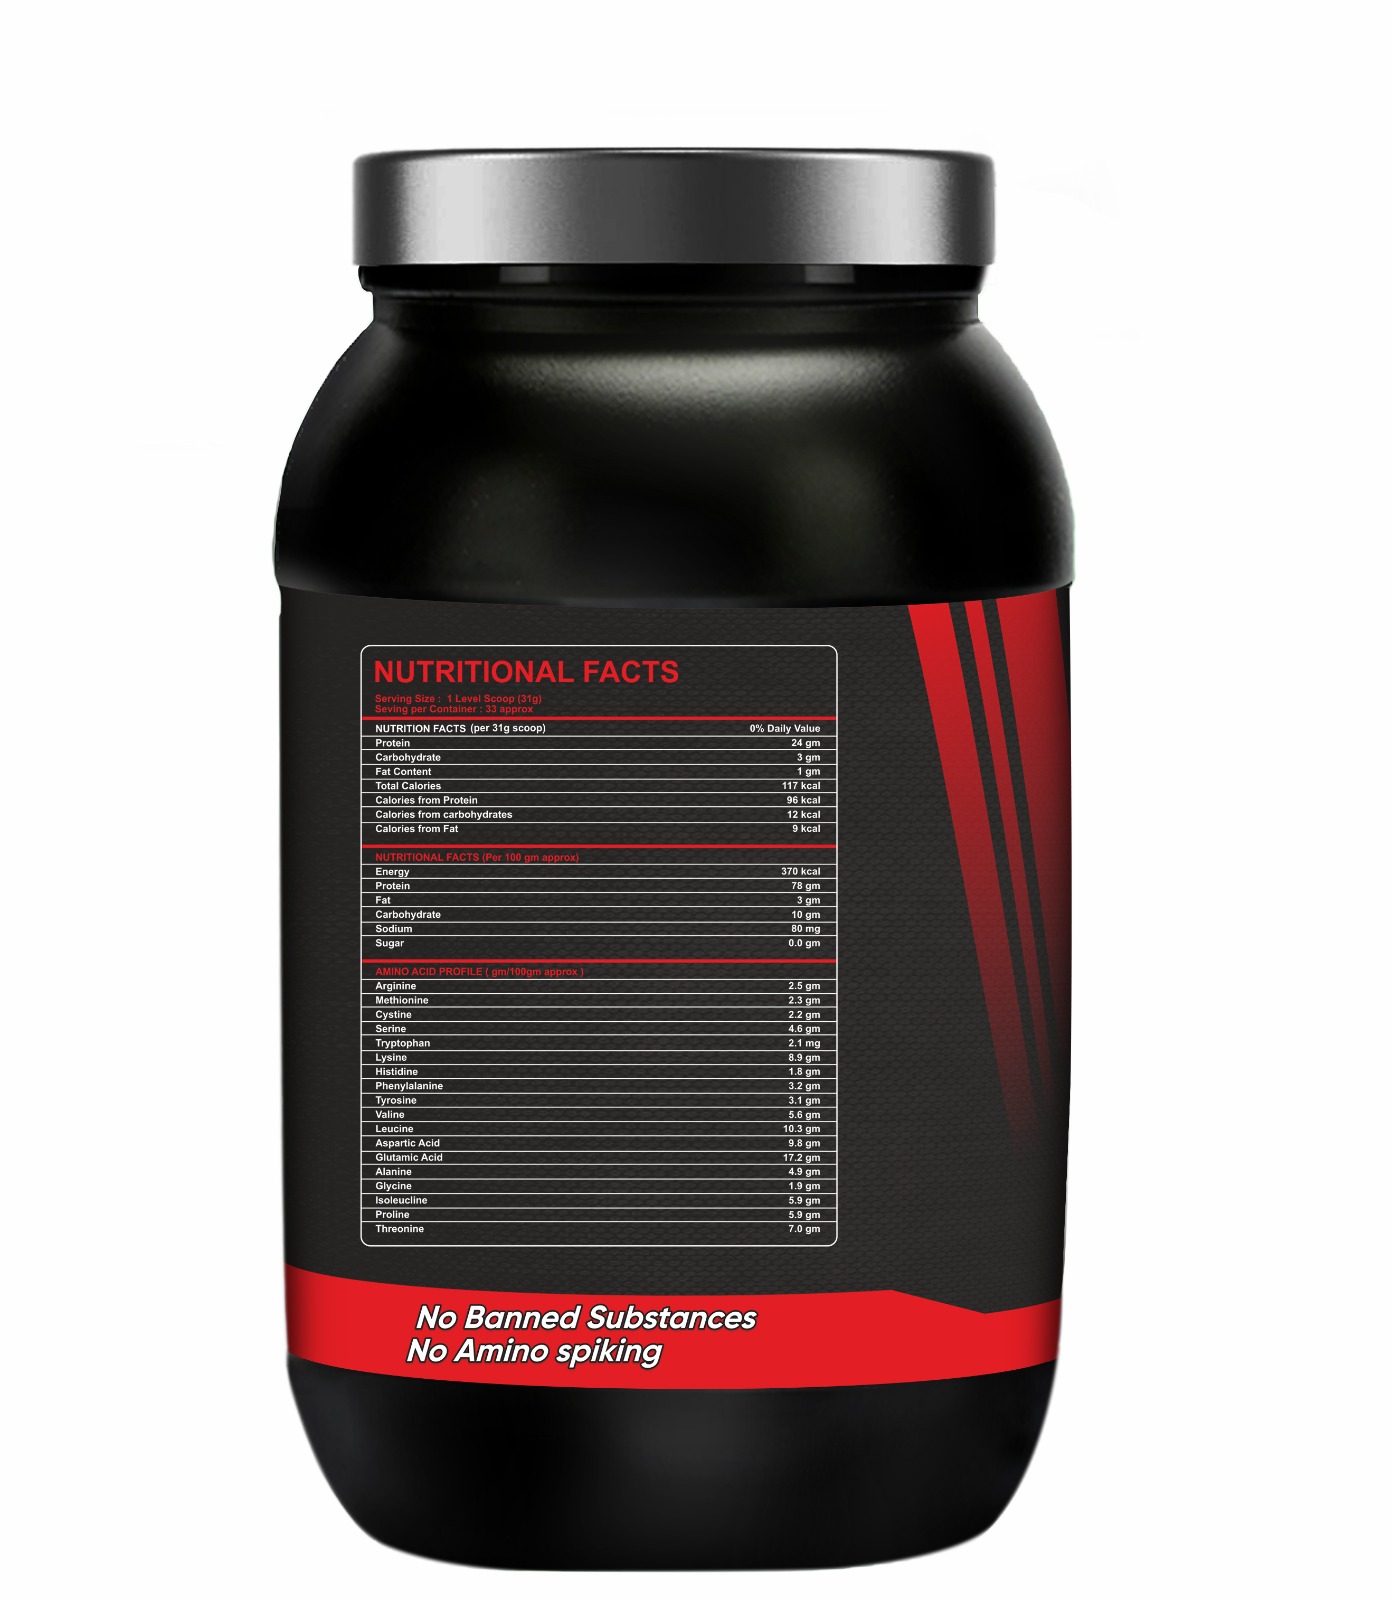 NUTRITIONAL FACTS
Serving Size : 1 Level Scoop (31g)
Seving per Container : 33 approx
NUTRITION FACTS (per 31g scoop) 0% Daily Value
Protein 24 gm
Carbohydrate 3 gm
Fat Content 1 gm
Total Calories 117 kcal
Calories from Protein 96 kcal
Calories from carbohydrates 12 kcal
Calories from Fat 9 kcal
NUTRITIONAL FACTS (Per 100 gm approx)
Energy 370 kcal
Protein 78 gm
Fat 3 gm
Carbohydrate 10 gm
Sodium 80 mg
Sugar 0.0 gm
AMINO ACID PROFILE ( gm/100gm approx )
Arginine 2.5 gm
Methionine 2.3 gm
Cystine 2.2 gm
Serine 4.6 gm
Tryptophan 2.1 mg
Lysine 8.9 gm
Histidine 1.8 gm
Phenylalanine 3.2 gm
Tyrosine 3.1 gm
Valine 5.6 gm
Leucine 10.3 gm
Aspartic Acid 9.8 gm
Glutamic Acid 17.2 gm
Alanine 4.9 gm
Glycine 1.9 gm
Isoleucline 5.9 gm
Proline 5.9 gm
Threonine 7.0 gm
No Banned Substances
No Amino spiking